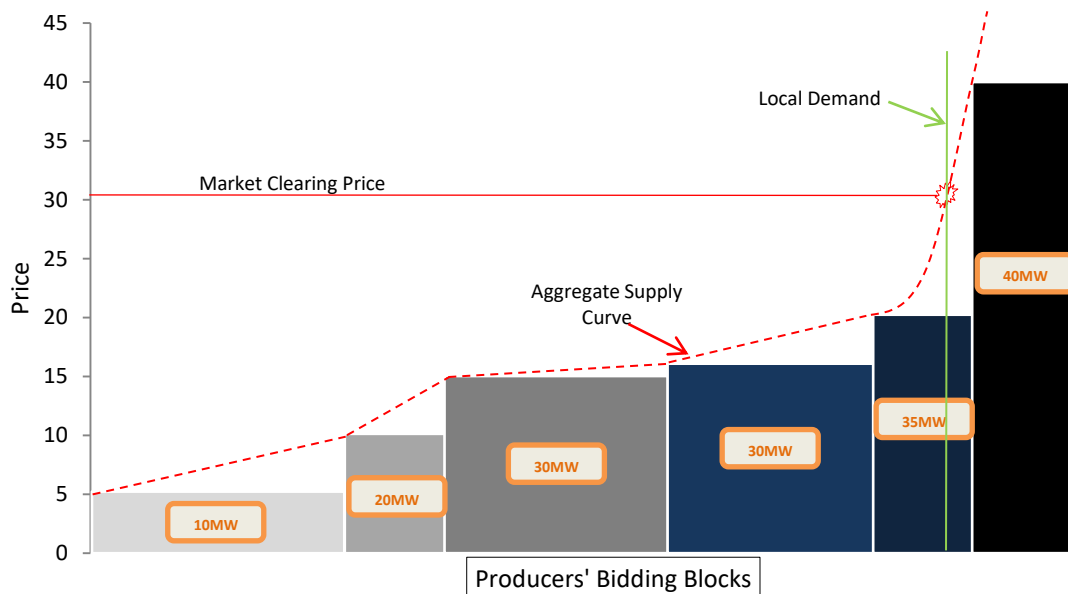 45
40
35
30
25
20
15
10
5
0
Price
Local Demand
Market Clearing Price
Aggregate Supply
Curve
10MW
20MW
30MW
30MW
35MW
40MW
Producers' Bidding Blocks